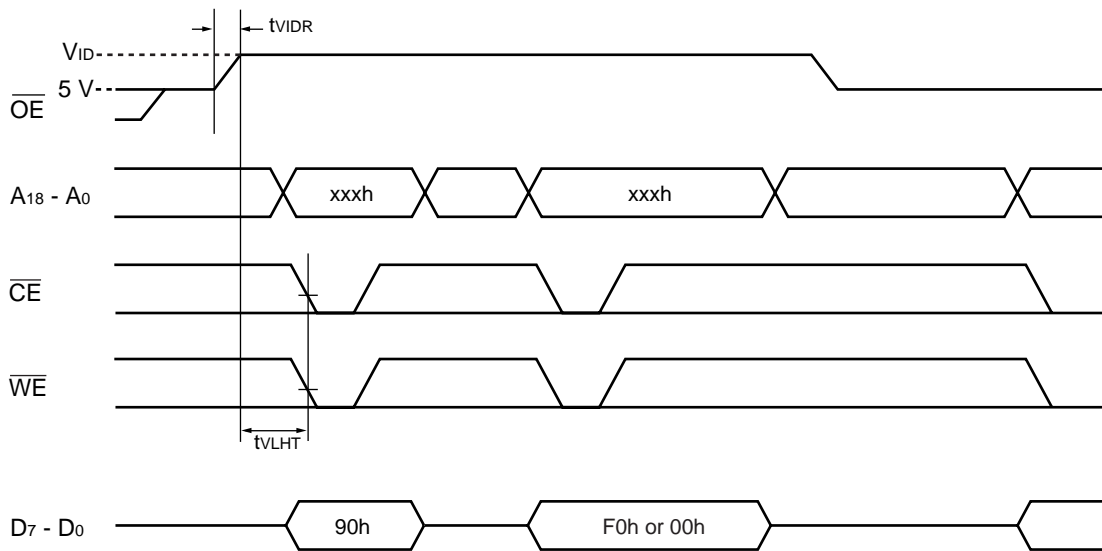 tVIDR
VID
5 V
OE
A18 - A0
xxxh
xxxh
CE
WE
tVLHT
D7 - D0
90h
F0h or 00h